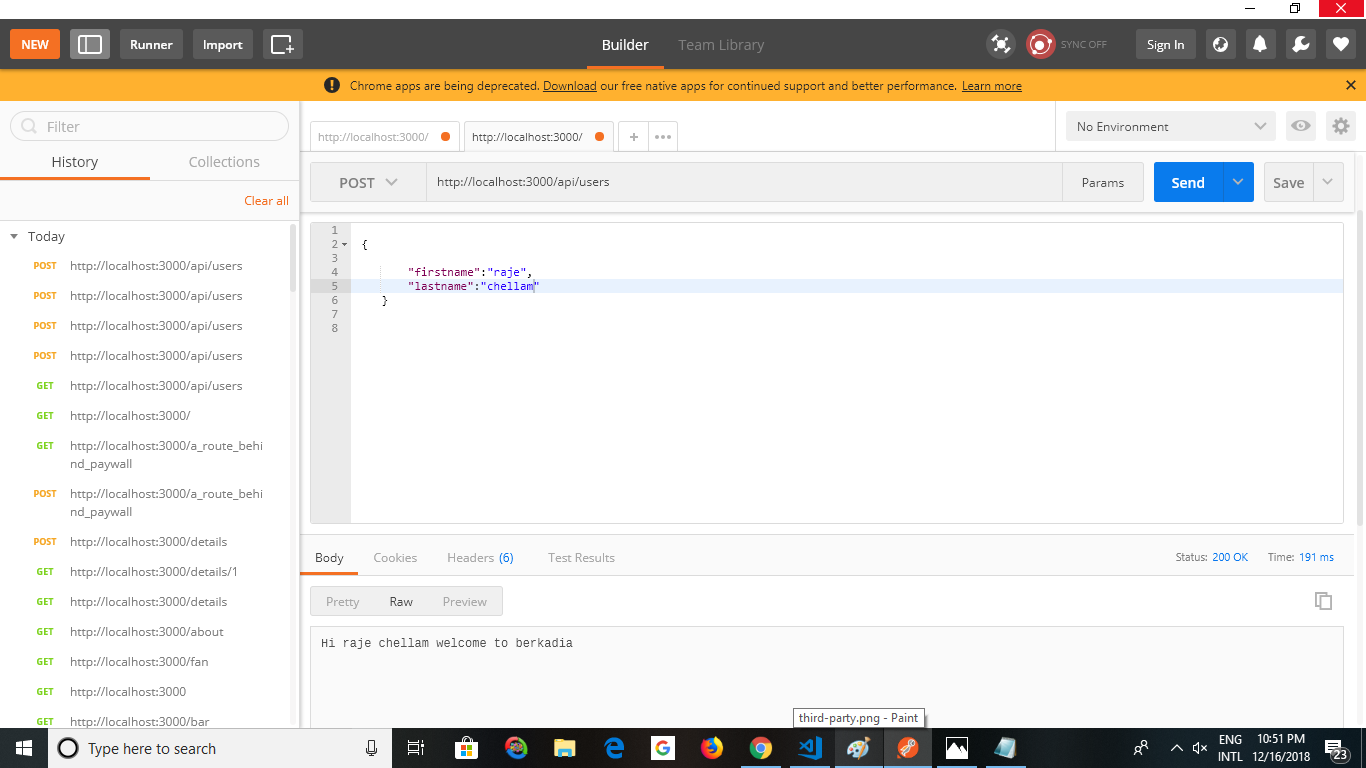 NEW
Runner
Import
Builder
Team Library
SYNC OFF
Sign In
! Chrome apps are being deprecated. Download our free native apps for continued support and better performance. Learn more
Filter
History
Collections
Clear all
Today
POST http://localhost:3000/api/users
POST http://localhost:3000/api/users
POST http://localhost:3000/api/users
POST http://localhost:3000/api/users
GET http://localhost:3000/api/users
GET http://localhost:3000/
GET http://localhost:3000/a_route_behi
nd_paywall
POST http://localhost:3000/a_route_behi
nd_paywall
POST http://localhost:3000/details
GET http://localhost:3000/details/1
GET http://localhost:3000/details
GET http://localhost:3000/about
GET http://localhost:3000/fan
GET http://localhost:3000
GET http://localhost:3000/bar
http://localhost:3000/
http://localhost:3000/
+
•••
No Environment
POST
http://localhost:3000/api/users
Params
Send
Save
1
2 {
3
4 "firstname":"raje",
5 "lastname":"chellam"
6 }
7
8
Body
Cookies
Headers (6)
Test Results
Status: 200 OK
Time: 191 ms
Pretty
Raw
Preview
Hi raje chellam welcome to berkadia
third-party.png - Paint
Type here to search
G
ENG
INTL
10:51 PM
12/16/2018
23